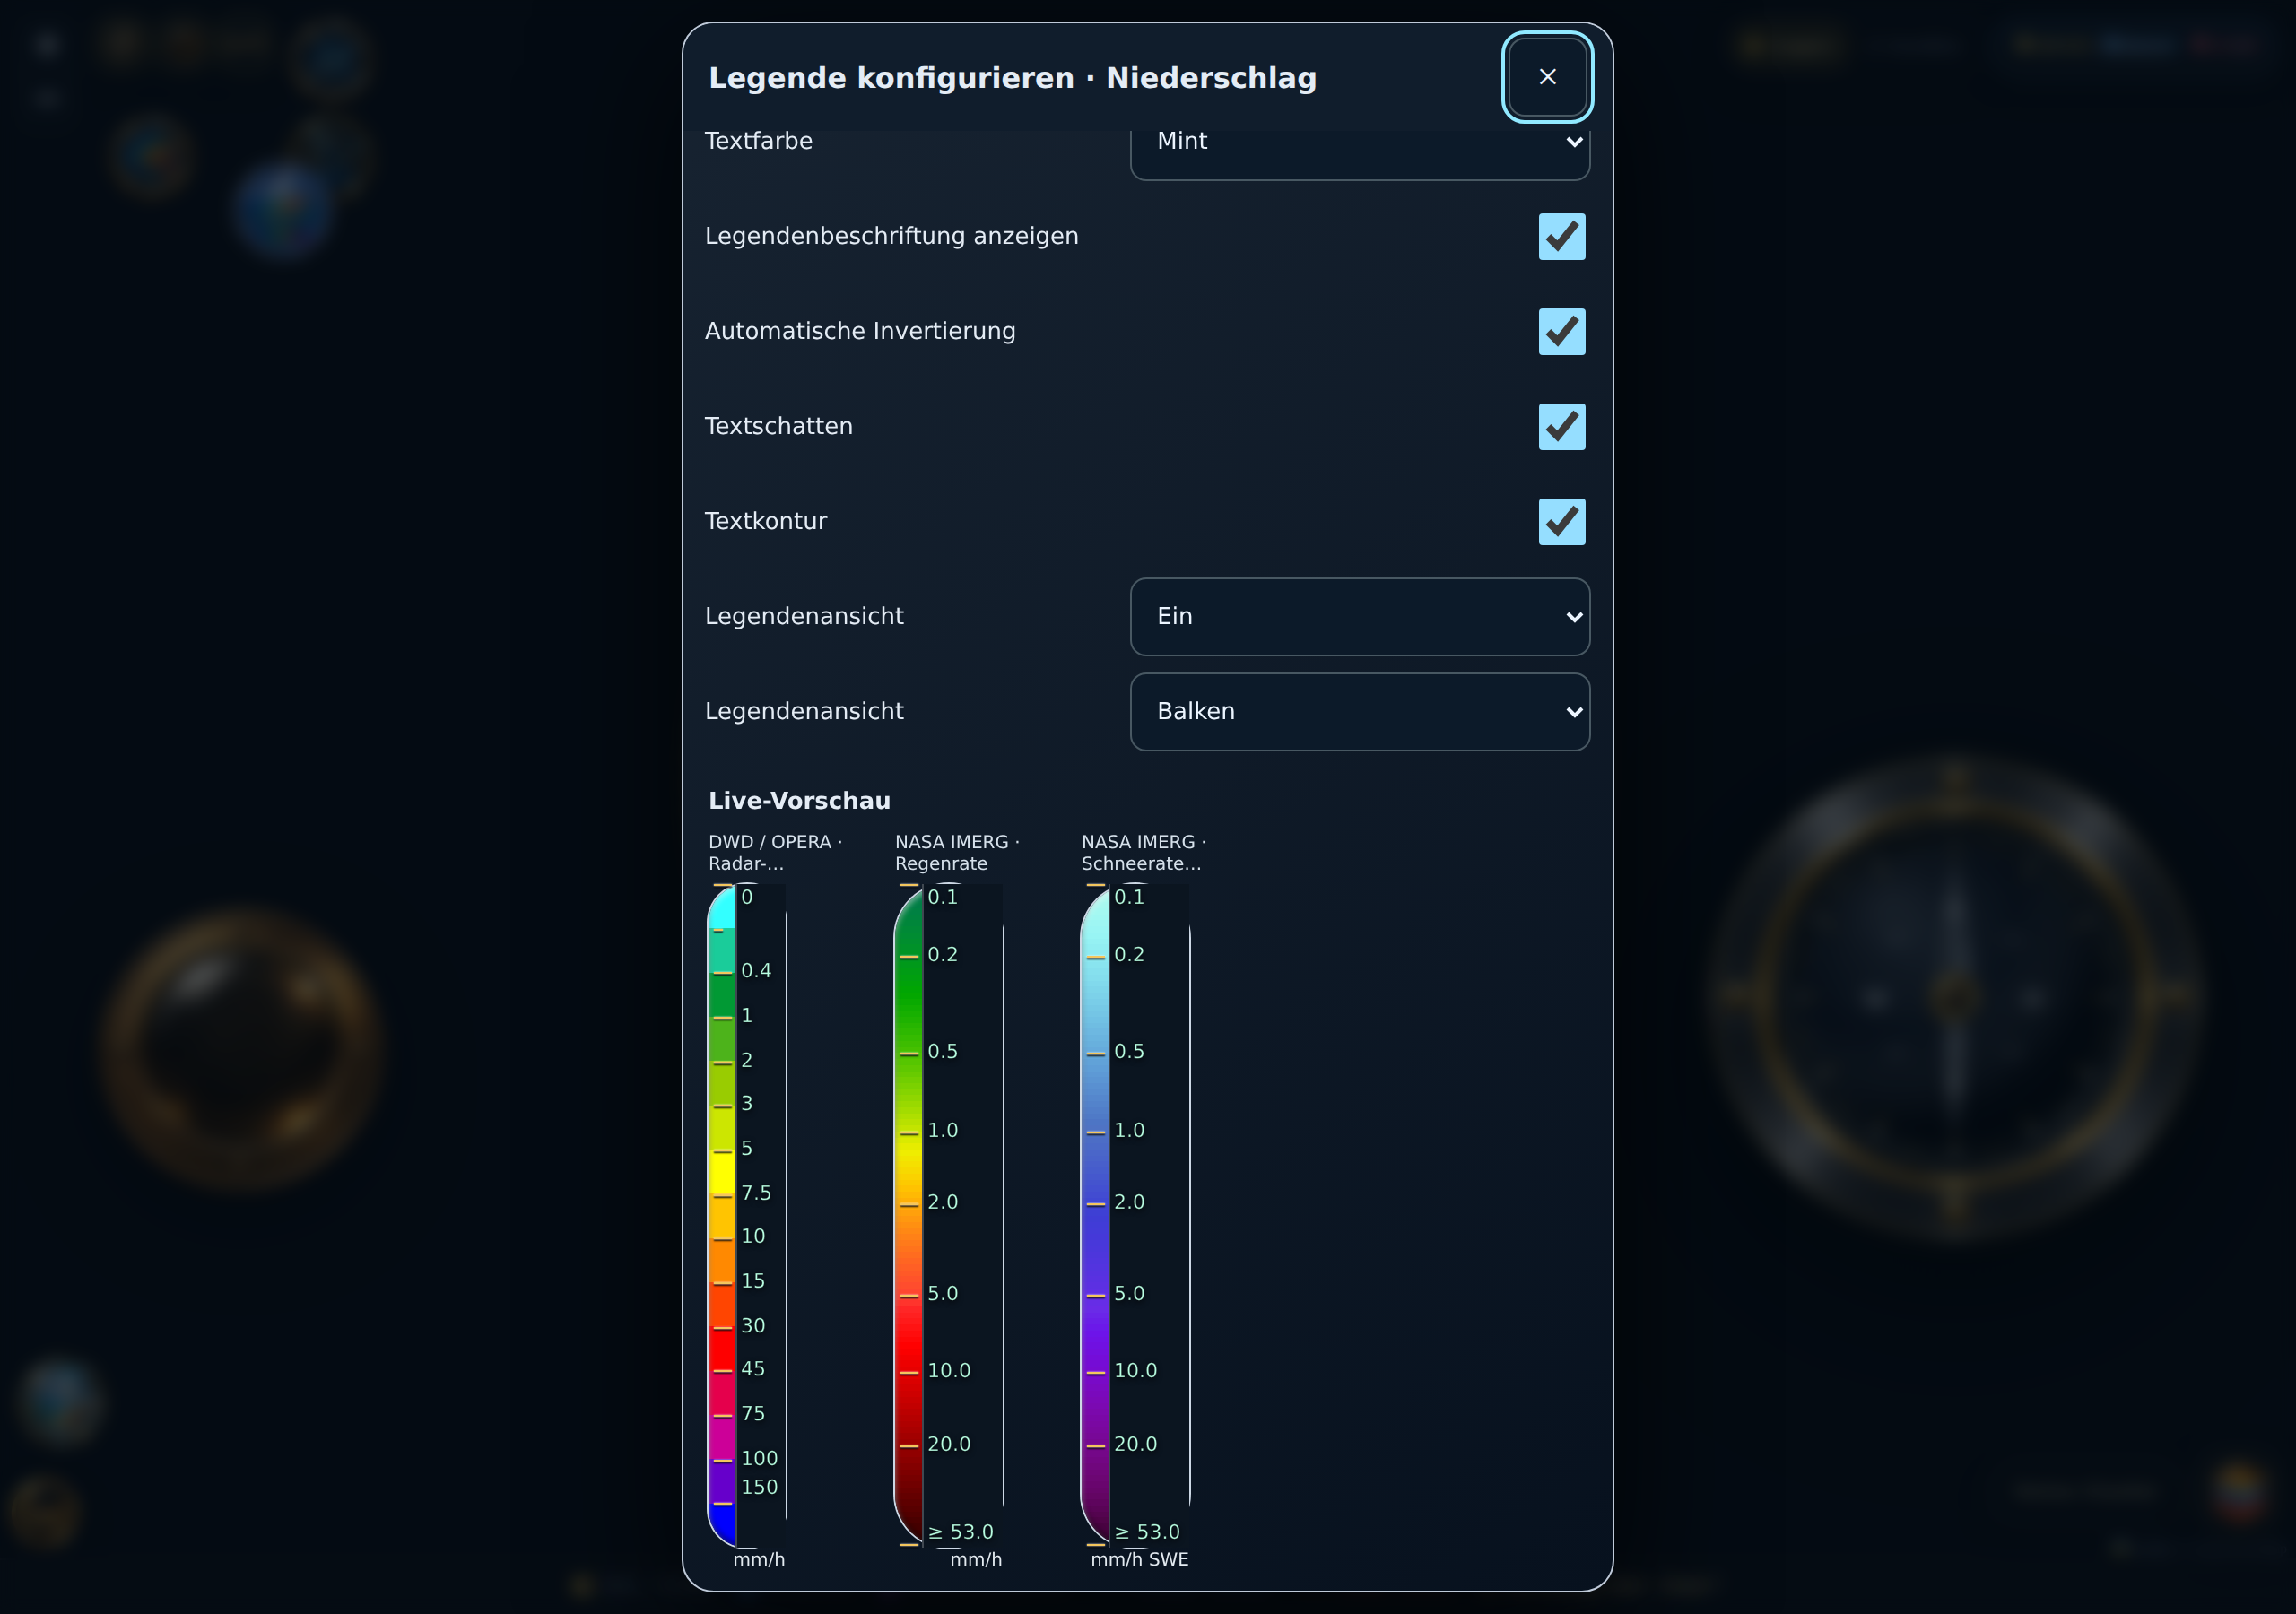 Legende konfigurieren · Niederschlag
×
Textfarbe
Mint
Legendenbeschriftung anzeigen
Automatische Invertierung
Textschatten
Textkontur
Legendenansicht
Ein
Legendenansicht
Balken
Live-Vorschau
DWD / OPERA ·
Radar-...
0
0.4
1
2
3
5
7.5
10
15
30
45
75
100
150
mm/h
NASA IMERG ·
Regenrate
0.1
0.2
0.5
1.0
2.0
5.0
10.0
20.0
≥ 53.0
mm/h
NASA IMERG ·
Schneerate...
0.1
0.2
0.5
1.0
2.0
5.0
10.0
20.0
≥ 53.0
mm/h SWE